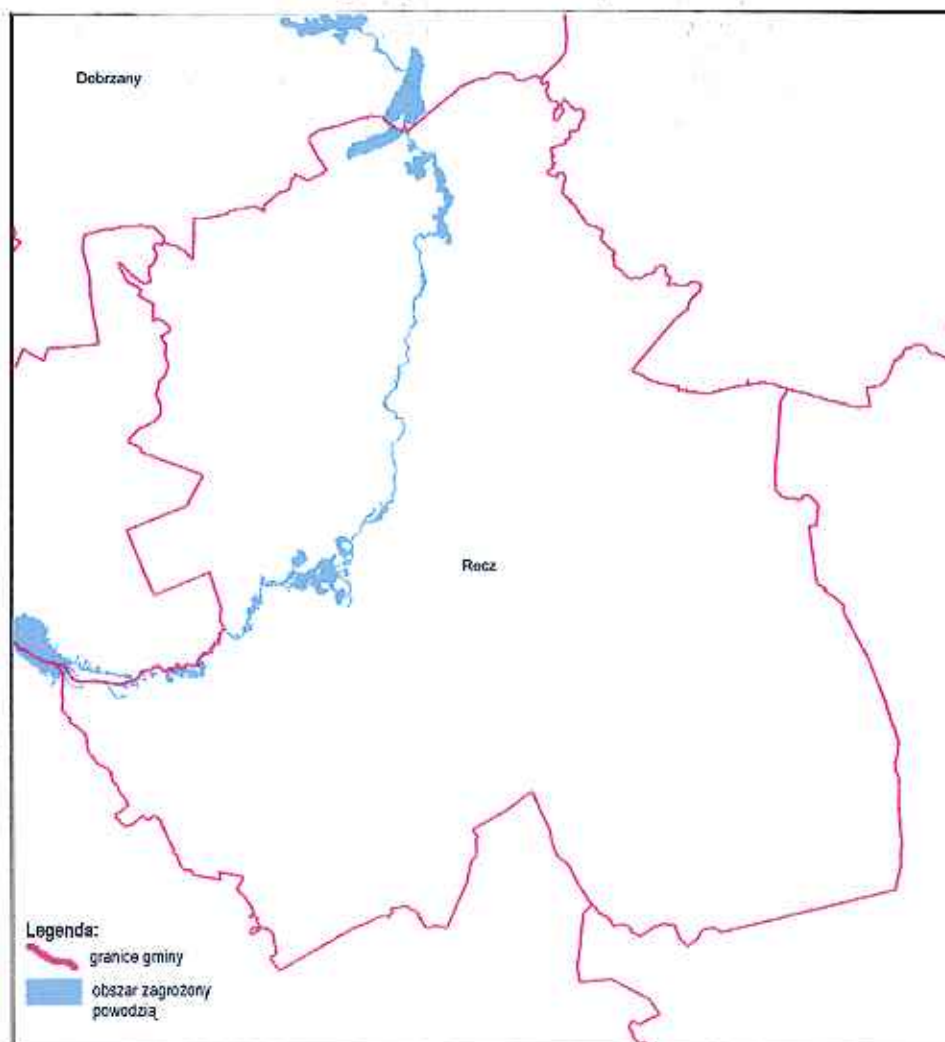 Dobrzany
Recz
Legenda:
granice gminy
obszar zagrożony
powodzią